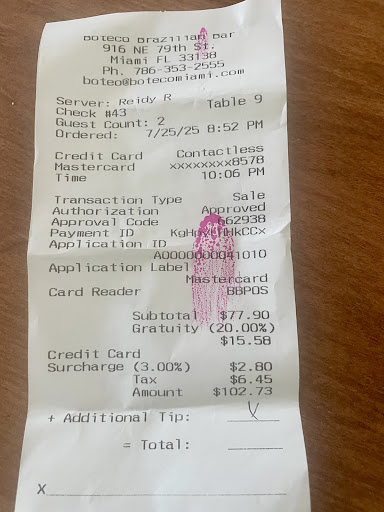 Boteco Brazilian Bar
916 NE 79th St.
Miami FL 33138
Ph. 786-353-2555
boteo@botecomiami.com
Server: Reidy R
Table 9
Check #43
Guest Count: 2
Ordered: 7/25/25 8:52 PM
Credit Card Contactless
Mastercard xxxxxxxx8578
Time 10:06 PM
Transaction Type Sale
Authorization Approved
Approval Code
Payment ID
Application ID
A0000000041010
Application Label
Mastercard
Card Reader BBPOS
Subtotal $77.90
Gratuity (20.00%)
$15.58
Credit Card
Surcharge (3.00%) $2.80
Tax $6.45
Amount $102.73
+ Additional Tip:
= Total:
X